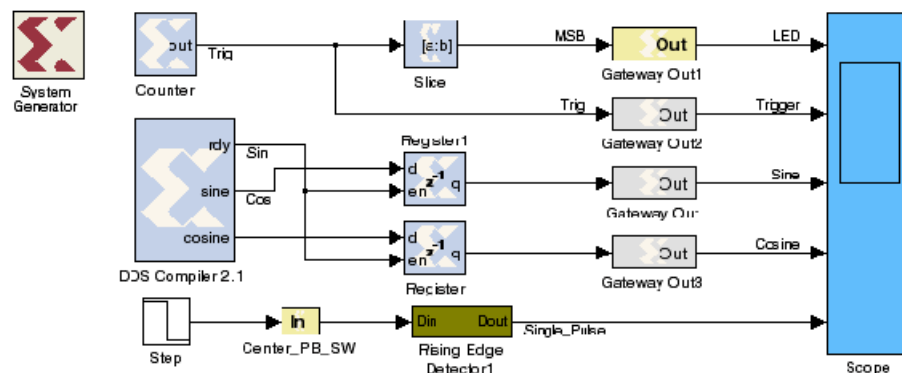 System
Generator
out
Counter
Trig
[a:b]
Slice
MSB
Out
Gateway Out1
LED
Trig
Out
Gateway Out2
Trigger
rdy
sine
cosine
DDS Compiler 2.1
Sin
Cos
Register1
d
en
z-1
q
Out
Gateway Out
Sine
d
en
z-1
q
Register
Out
Gateway Out3
Cosine
Step
In
Center_PB_SW
Din
Dout
Rising Edge
Detector1
Single_Pulse
Scope